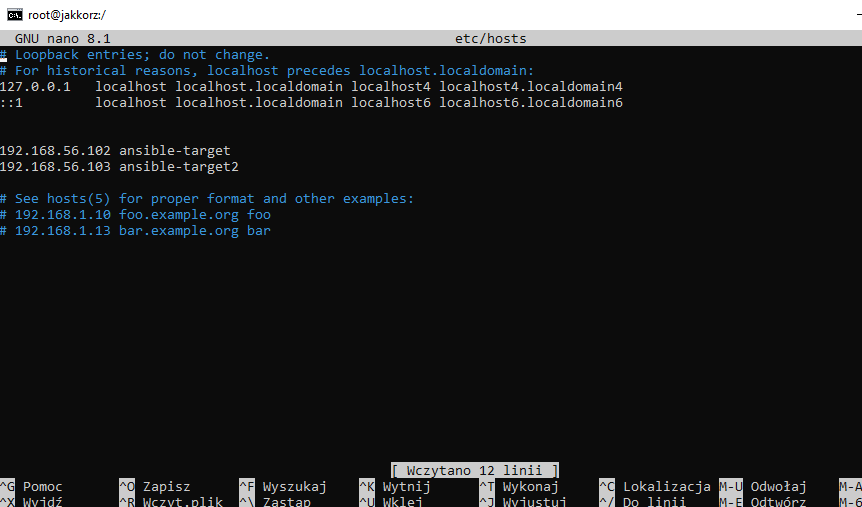 root@jakkorz:/
GNU nano 8.1 etc/hosts
# Loopback entries; do not change.
# For historical reasons, localhost precedes localhost.localdomain:
127.0.0.1 localhost localhost.localdomain localhost4 localhost4.localdomain4
::1 localhost localhost.localdomain localhost6 localhost6.localdomain6
192.168.56.102 ansible-target
192.168.56.103 ansible-target2
# See hosts(5) for proper format and other examples:
# 192.168.1.10 foo.example.org foo
# 192.168.1.13 bar.example.org bar
[ Wczytano 12 linii ]
^G Pomoc ^O Zapisz ^F Wyszukaj ^K Wytnij ^T Wykonaj ^C Lokalizacja M-U Odwołaj M-A
^X Wyjdź ^R Wczyt.plik ^\ Zastąp ^U Wklej ^J Wyjustuj ^/ Do linii M-E Odtwórz M-6